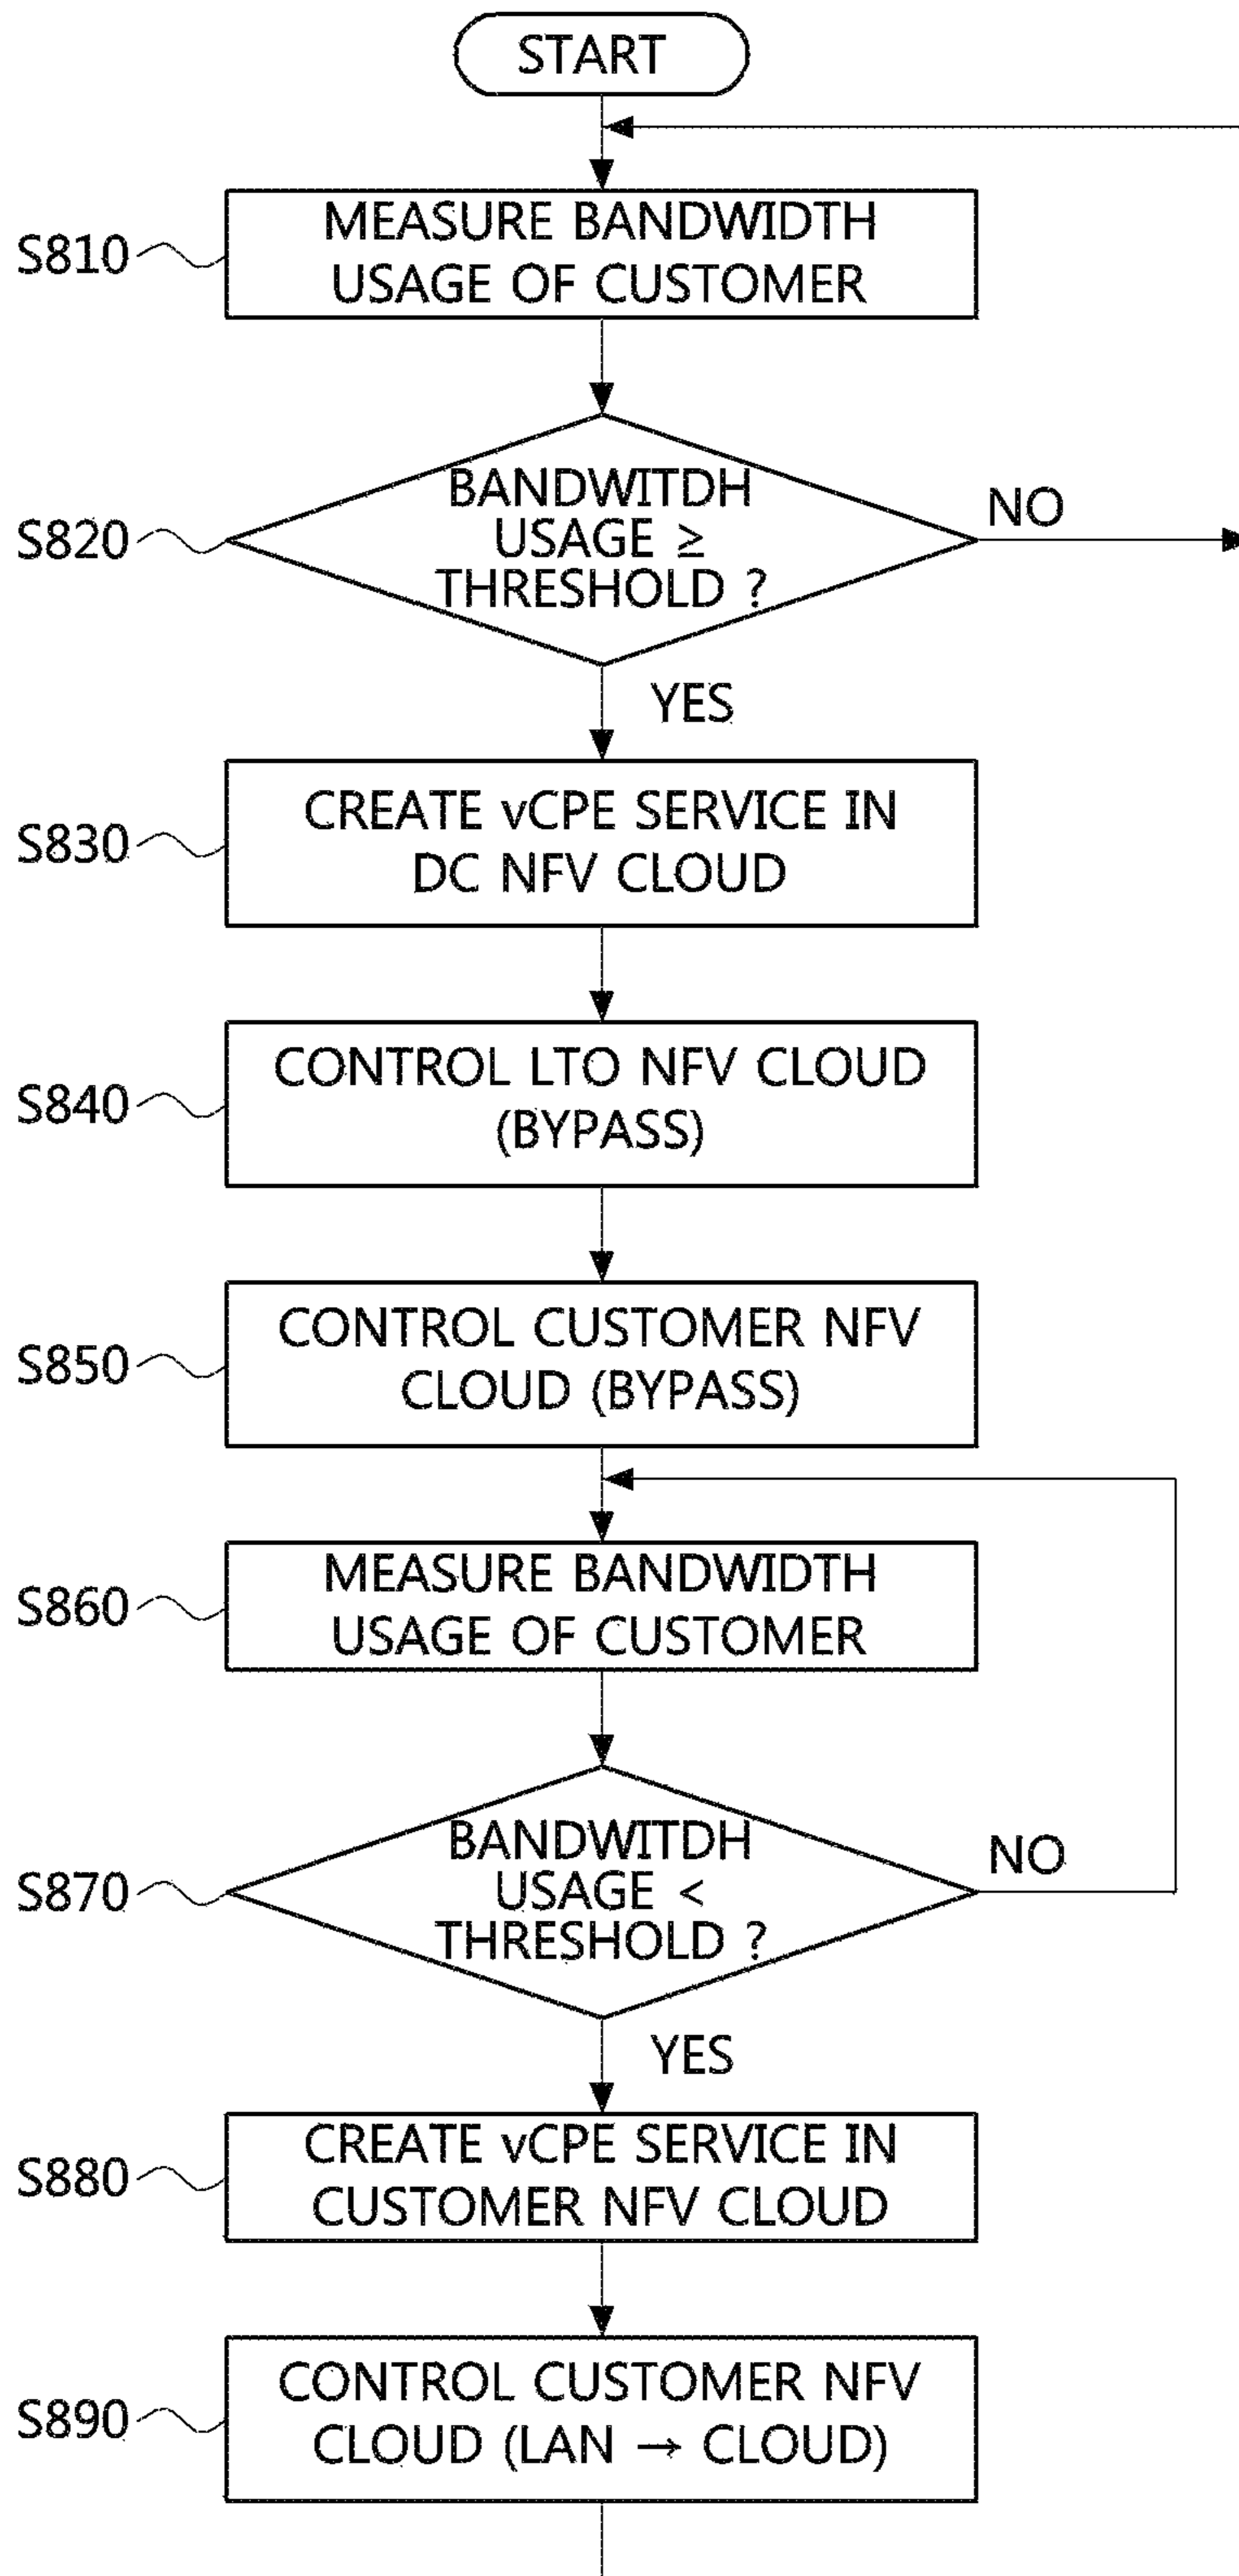 START
S810
MEASURE BANDWIDTH
USAGE OF CUSTOMER
S820
BANDWITDH
USAGE ≥
THRESHOLD ?
NO
YES
S830
CREATE vCPE SERVICE IN
DC NFV CLOUD
S840
CONTROL LTO NFV CLOUD
(BYPASS)
S850
CONTROL CUSTOMER NFV
CLOUD (BYPASS)
S860
MEASURE BANDWIDTH
USAGE OF CUSTOMER
S870
BANDWITDH
USAGE <
THRESHOLD ?
NO
YES
S880
CREATE vCPE SERVICE IN
CUSTOMER NFV CLOUD
S890
CONTROL CUSTOMER NFV
CLOUD (LAN → CLOUD)